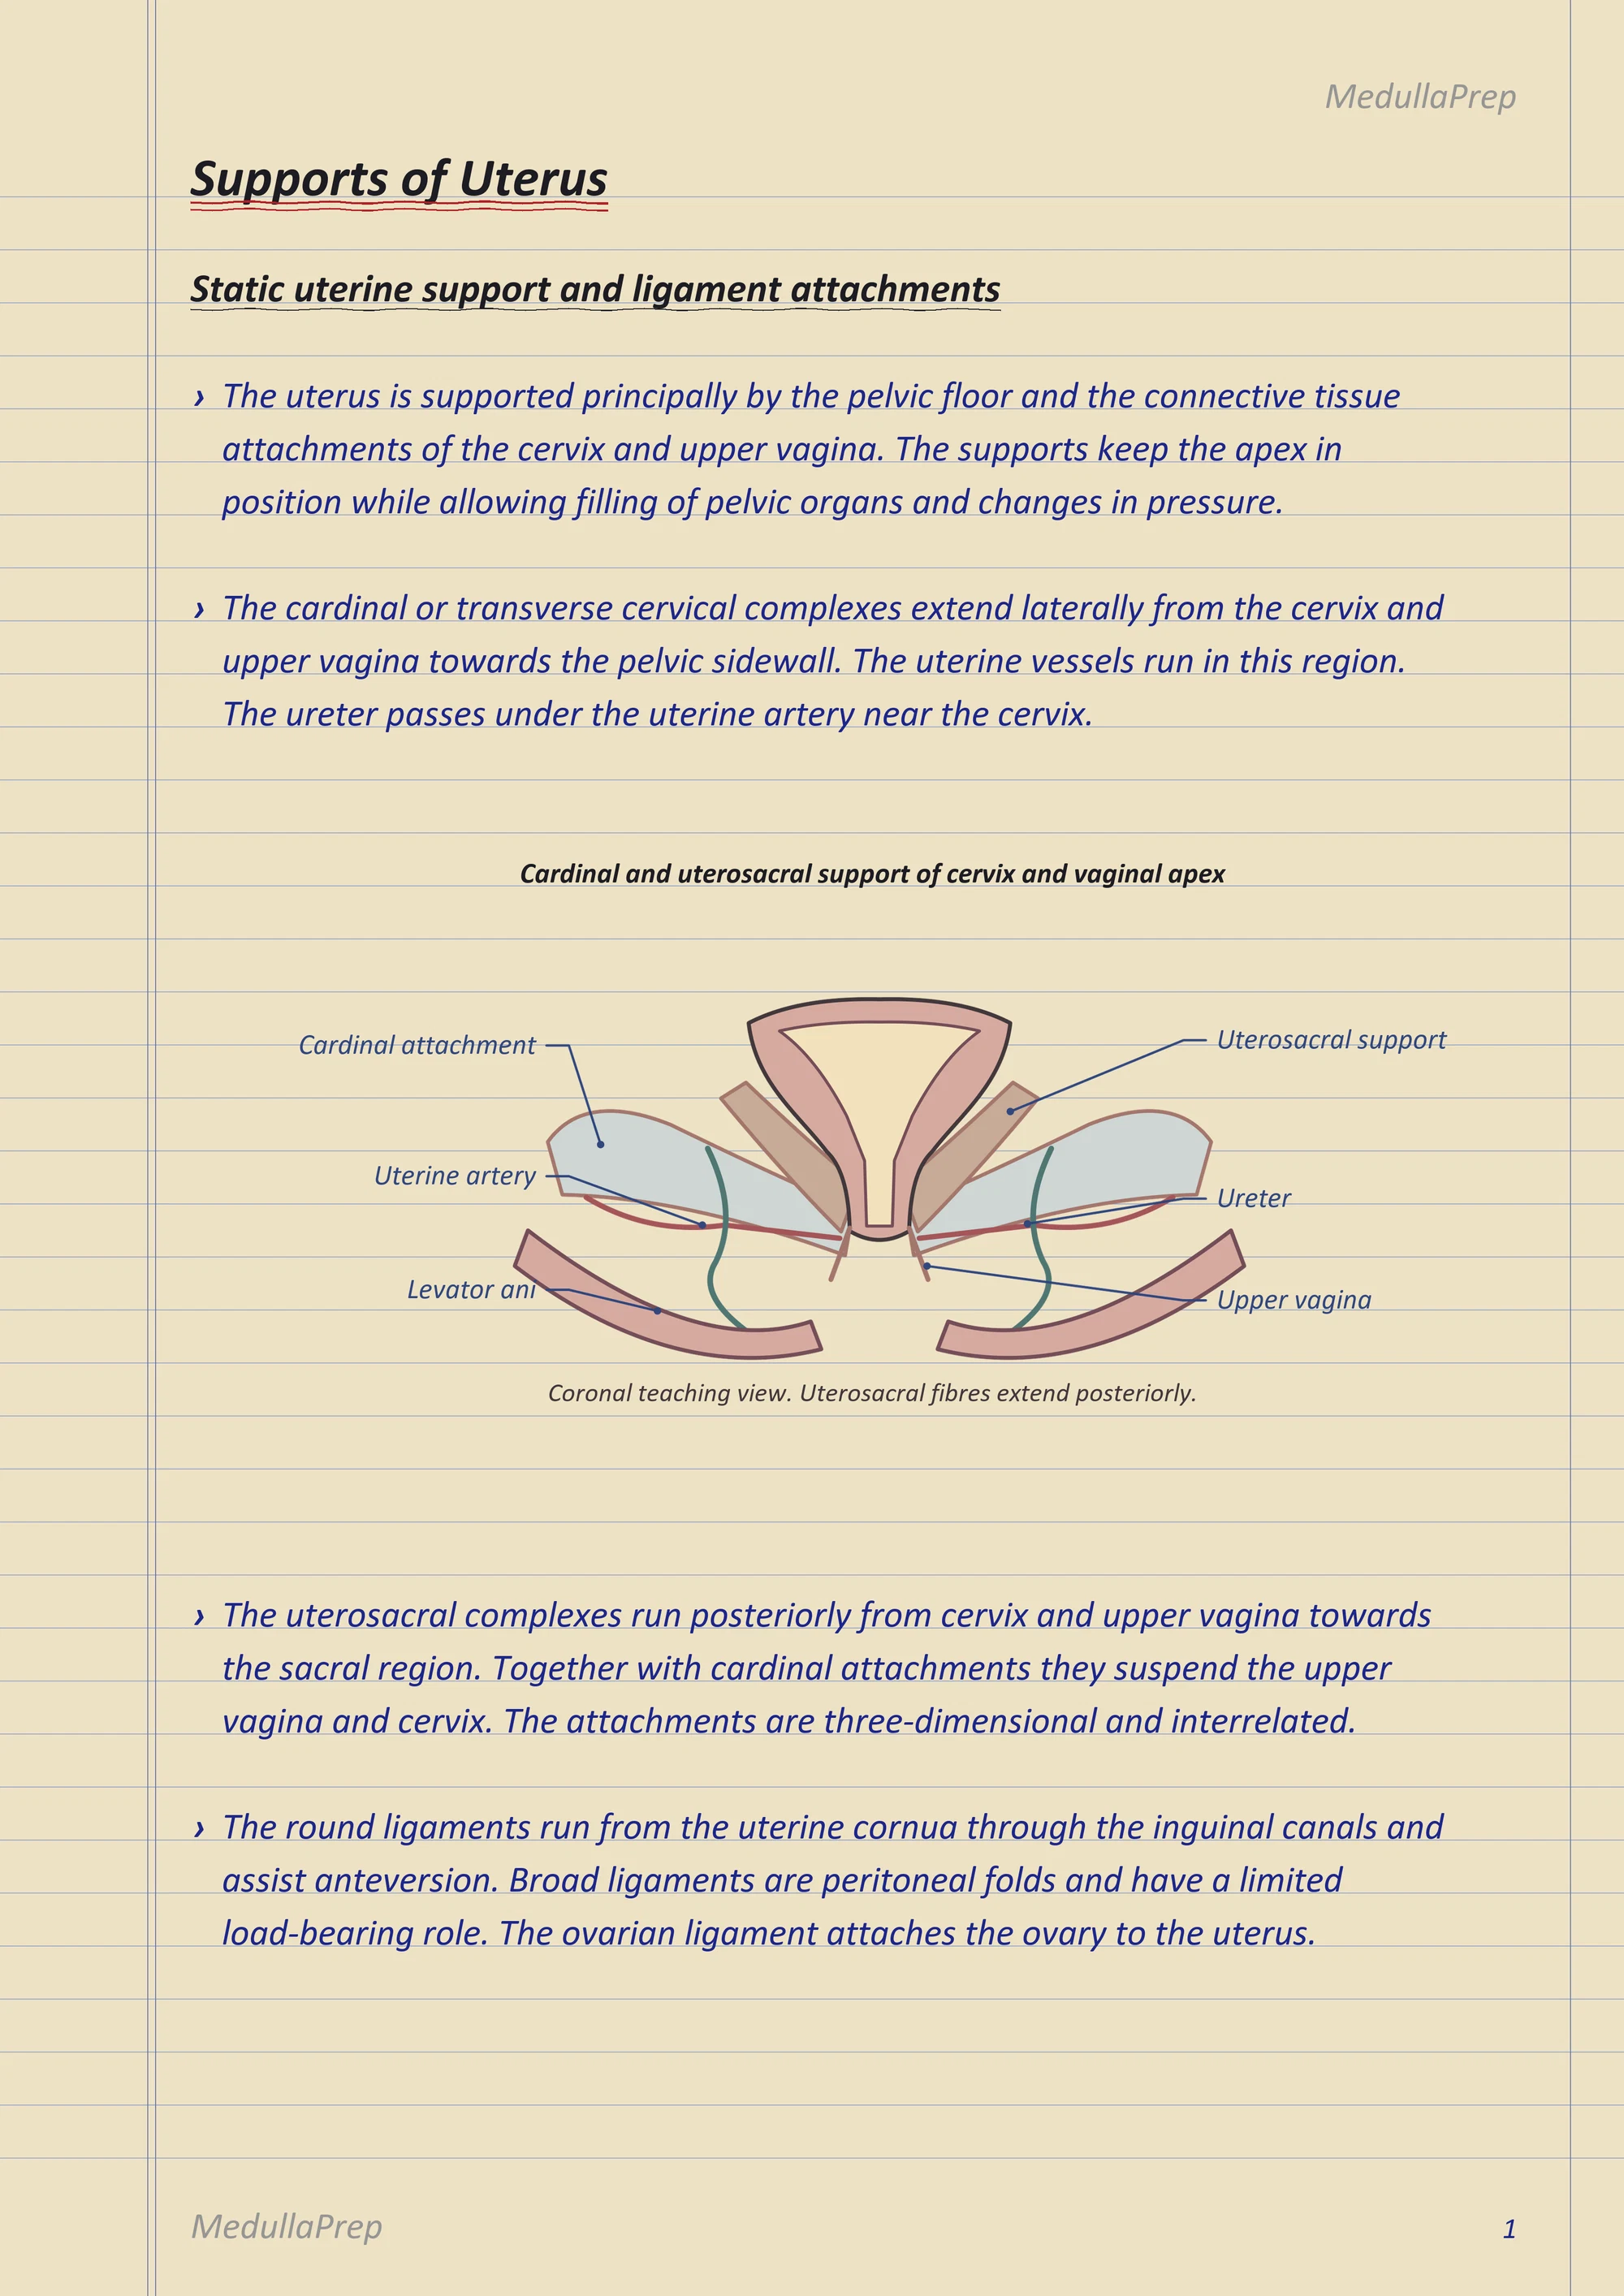 MedullaPrep
Supports of Uterus
Static uterine support and ligament attachments
› The uterus is supported principally by the pelvic floor and the connective tissue
attachments of the cervix and upper vagina. The supports keep the apex in
position while allowing filling of pelvic organs and changes in pressure.
› The cardinal or transverse cervical complexes extend laterally from the cervix and
upper vagina towards the pelvic sidewall. The uterine vessels run in this region.
The ureter passes under the uterine artery near the cervix.
Cardinal and uterosacral support of cervix and vaginal apex
Cardinal attachment
Uterosacral support
Uterine artery
Ureter
Levator ani
Upper vagina
Coronal teaching view. Uterosacral fibres extend posteriorly.
› The uterosacral complexes run posteriorly from cervix and upper vagina towards
the sacral region. Together with cardinal attachments they suspend the upper
vagina and cervix. The attachments are three-dimensional and interrelated.
› The round ligaments run from the uterine cornua through the inguinal canals and
assist anteversion. Broad ligaments are peritoneal folds and have a limited
load-bearing role. The ovarian ligament attaches the ovary to the uterus.
MedullaPrep
1